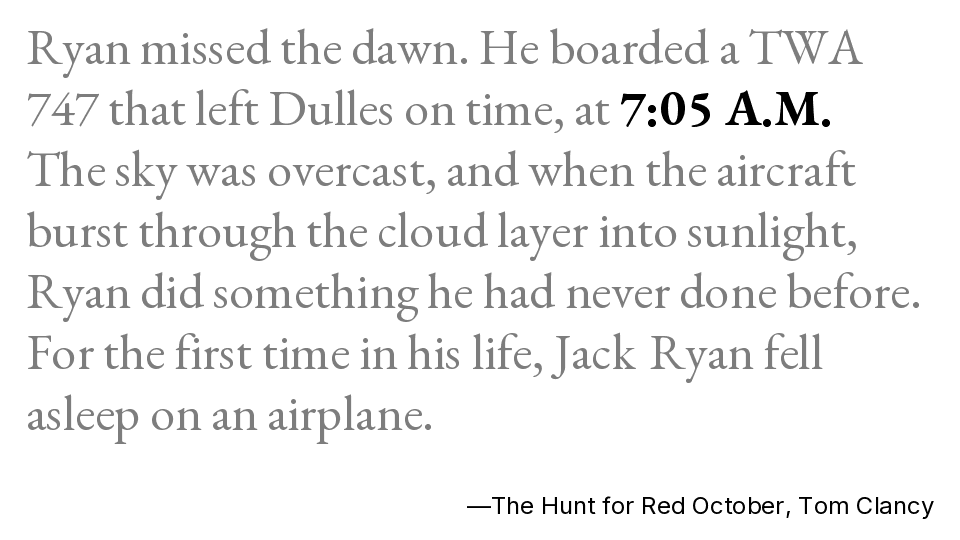 Ryan missed the dawn. He boarded a TWA
747 that left Dulles on time, at 7:05 A.M.
The sky was overcast, and when the aircraft
burst through the cloud layer into sunlight,
Ryan did something he had never done before.
For the first time in his life, Jack Ryan fell
asleep on an airplane.
—The Hunt for Red October, Tom Clancy